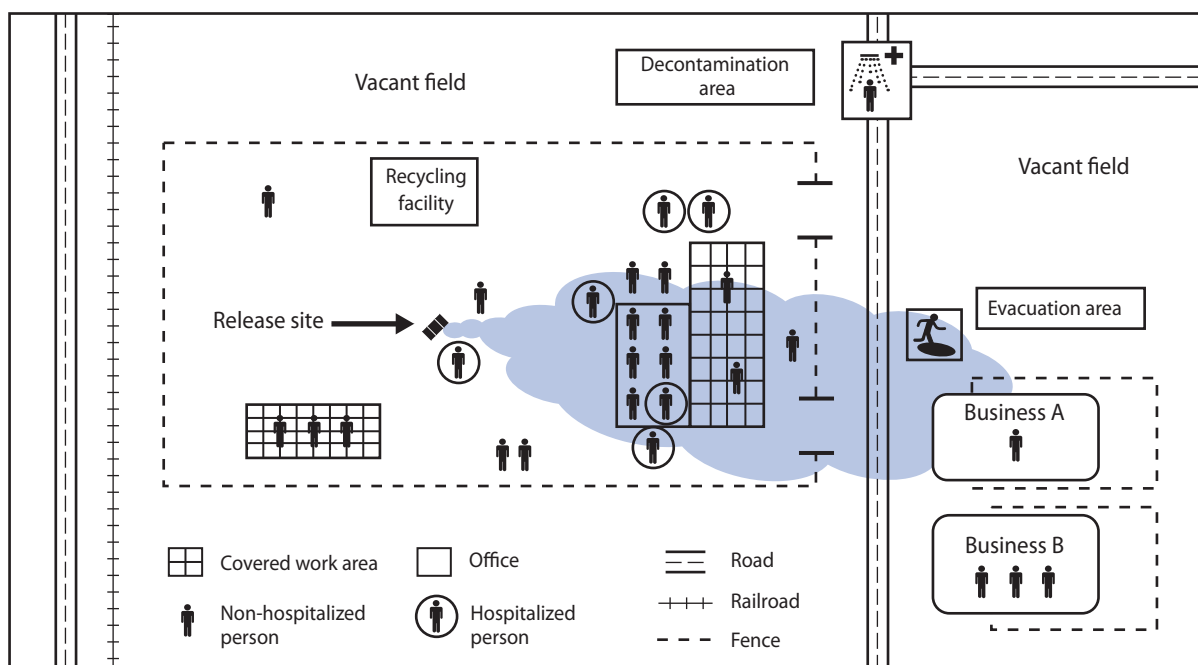 Decontamination
area
Vacant field
Vacant field
Recycling
facility
Release site
Evacuation area
Business A
Business B
Covered work area
Office
Road
Non-hospitalized
person
Hospitalized
person
Railroad
Fence